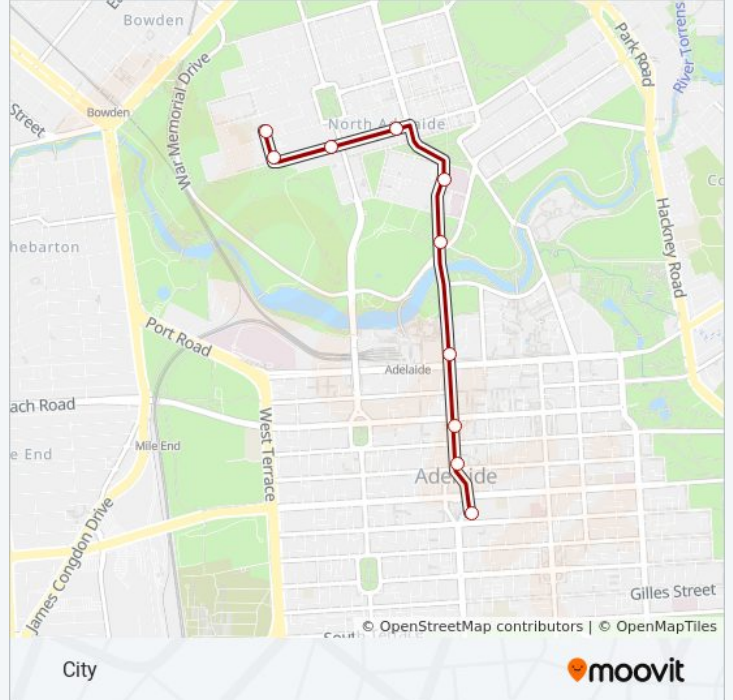 Bowden
Park Road
River Torrens
War Memorial Drive
Bowden
Street
North Adelaide
Hackney Road
hebarton
Port Road
Adelaide
ach Road
West Terrace
e End
Mile End
Adelaide
James Congdon Drive
Gilles Street
© OpenStreetMap contributors | © OpenMapTiles
City
moovit